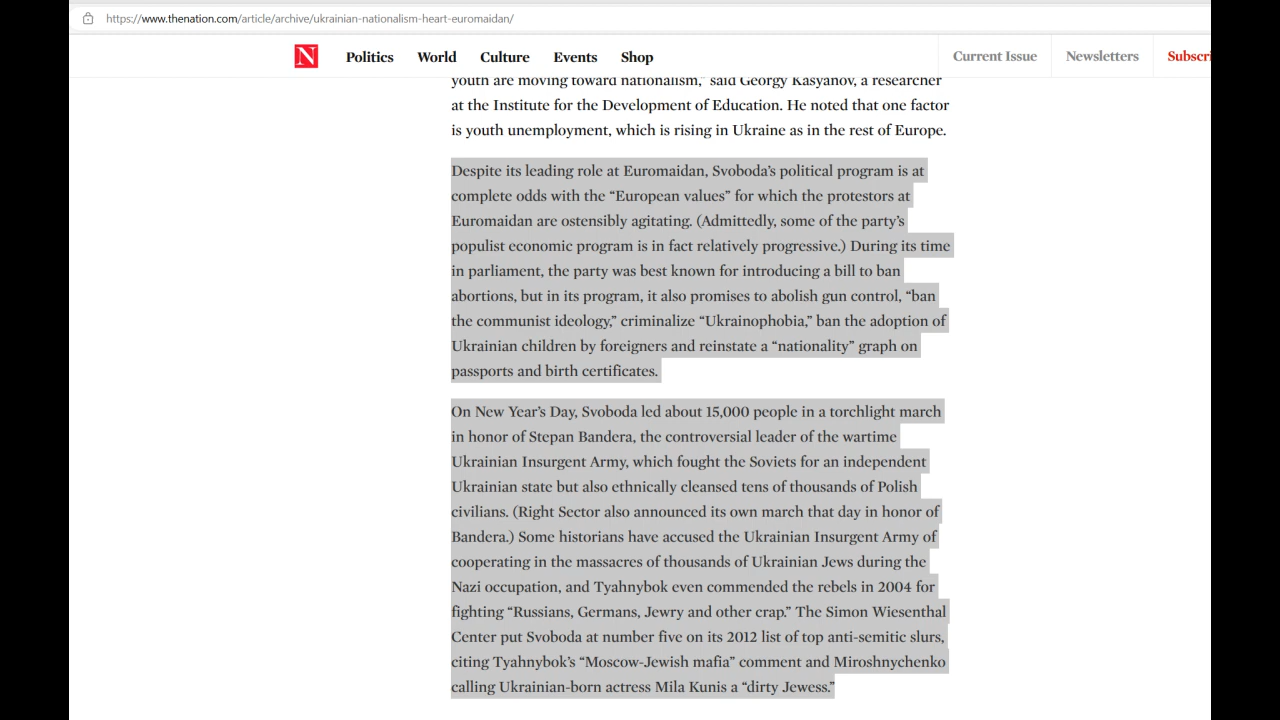 https://www.thenation.com/article/archive/ukrainian-nationalism-heart-euromaidan/
N Politics World Culture Events Shop Current Issue Newsletters Subscri
youth are moving toward nationalism,” said Georgy Kasyanov, a researcher
at the Institute for the Development of Education. He noted that one factor
is youth unemployment, which is rising in Ukraine as in the rest of Europe.
Despite its leading role at Euromaidan, Svoboda’s political program is at
complete odds with the “European values” for which the protestors at
Euromaidan are ostensibly agitating. (Admittedly, some of the party’s
populist economic program is in fact relatively progressive.) During its time
in parliament, the party was best known for introducing a bill to ban
abortions, but in its program, it also promises to abolish gun control, “ban
the communist ideology,” criminalize “Ukrainophobia,” ban the adoption of
Ukrainian children by foreigners and reinstate a “nationality” graph on
passports and birth certificates.
On New Year’s Day, Svoboda led about 15,000 people in a torchlight march
in honor of Stepan Bandera, the controversial leader of the wartime
Ukrainian Insurgent Army, which fought the Soviets for an independent
Ukrainian state but also ethnically cleansed tens of thousands of Polish
civilians. (Right Sector also announced its own march that day in honor of
Bandera.) Some historians have accused the Ukrainian Insurgent Army of
cooperating in the massacres of thousands of Ukrainian Jews during the
Nazi occupation, and Tyahnybok even commended the rebels in 2004 for
fighting “Russians, Germans, Jewry and other crap.” The Simon Wiesenthal
Center put Svoboda at number five on its 2012 list of top anti-semitic slurs,
citing Tyahnybok’s “Moscow-Jewish mafia” comment and Miroshnychenko
calling Ukrainian-born actress Mila Kunis a “dirty Jewess.”